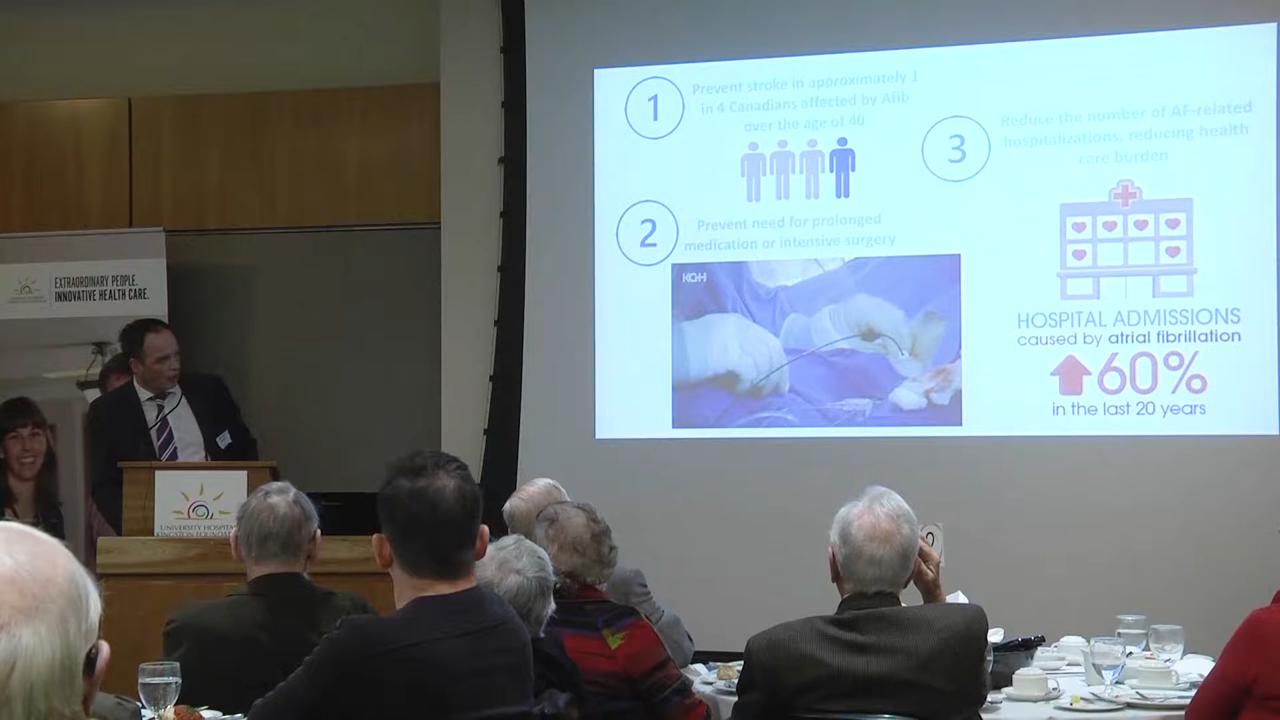 EXTRAORDINARY PEOPLE.
INNOVATIVE HEALTH CARE.
UNIVERSITY HOSPITALS
KINGSTON FOUNDATION
1
Prevent stroke in approximately 1
in 4 Canadians affected by Afib
over the age of 40
2
Prevent need for prolonged
medication or intensive surgery
KGH
3
Reduce the number of AF-related
hospitalizations, reducing health
care burden
HOSPITAL ADMISSIONS
caused by atrial fibrillation
60%
in the last 20 years
2